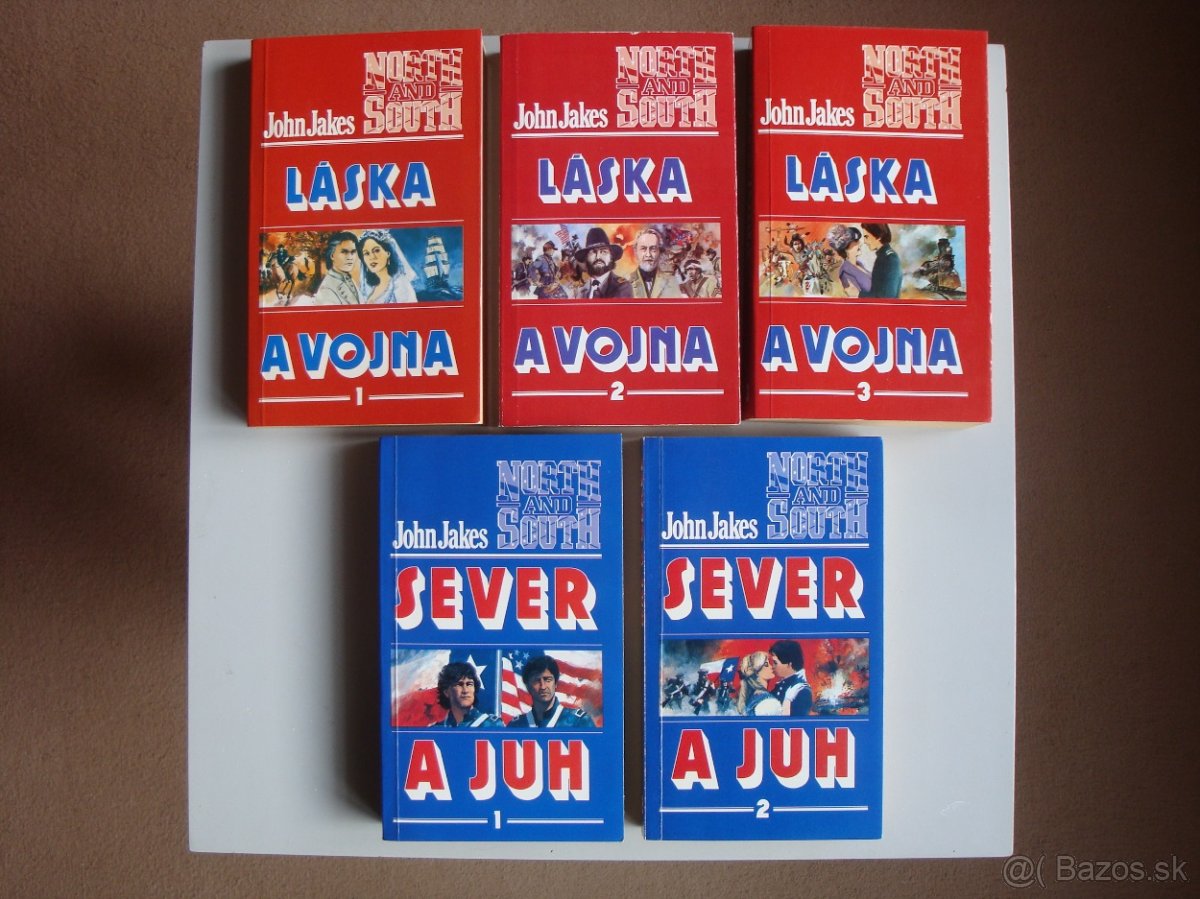 NORTH
AND
SOUTH
John Jakes
LÁSKA
A VOJNA
1
NORTH
AND
SOUTH
John Jakes
LÁSKA
A VOJNA
2
NORTH
AND
SOUTH
John Jakes
LÁSKA
A VOJNA
3
NORTH
AND
SOUTH
John Jakes
SEVER
A JUH
1
NORTH
AND
SOUTH
John Jakes
SEVER
A JUH
2
@( Bazos.sk